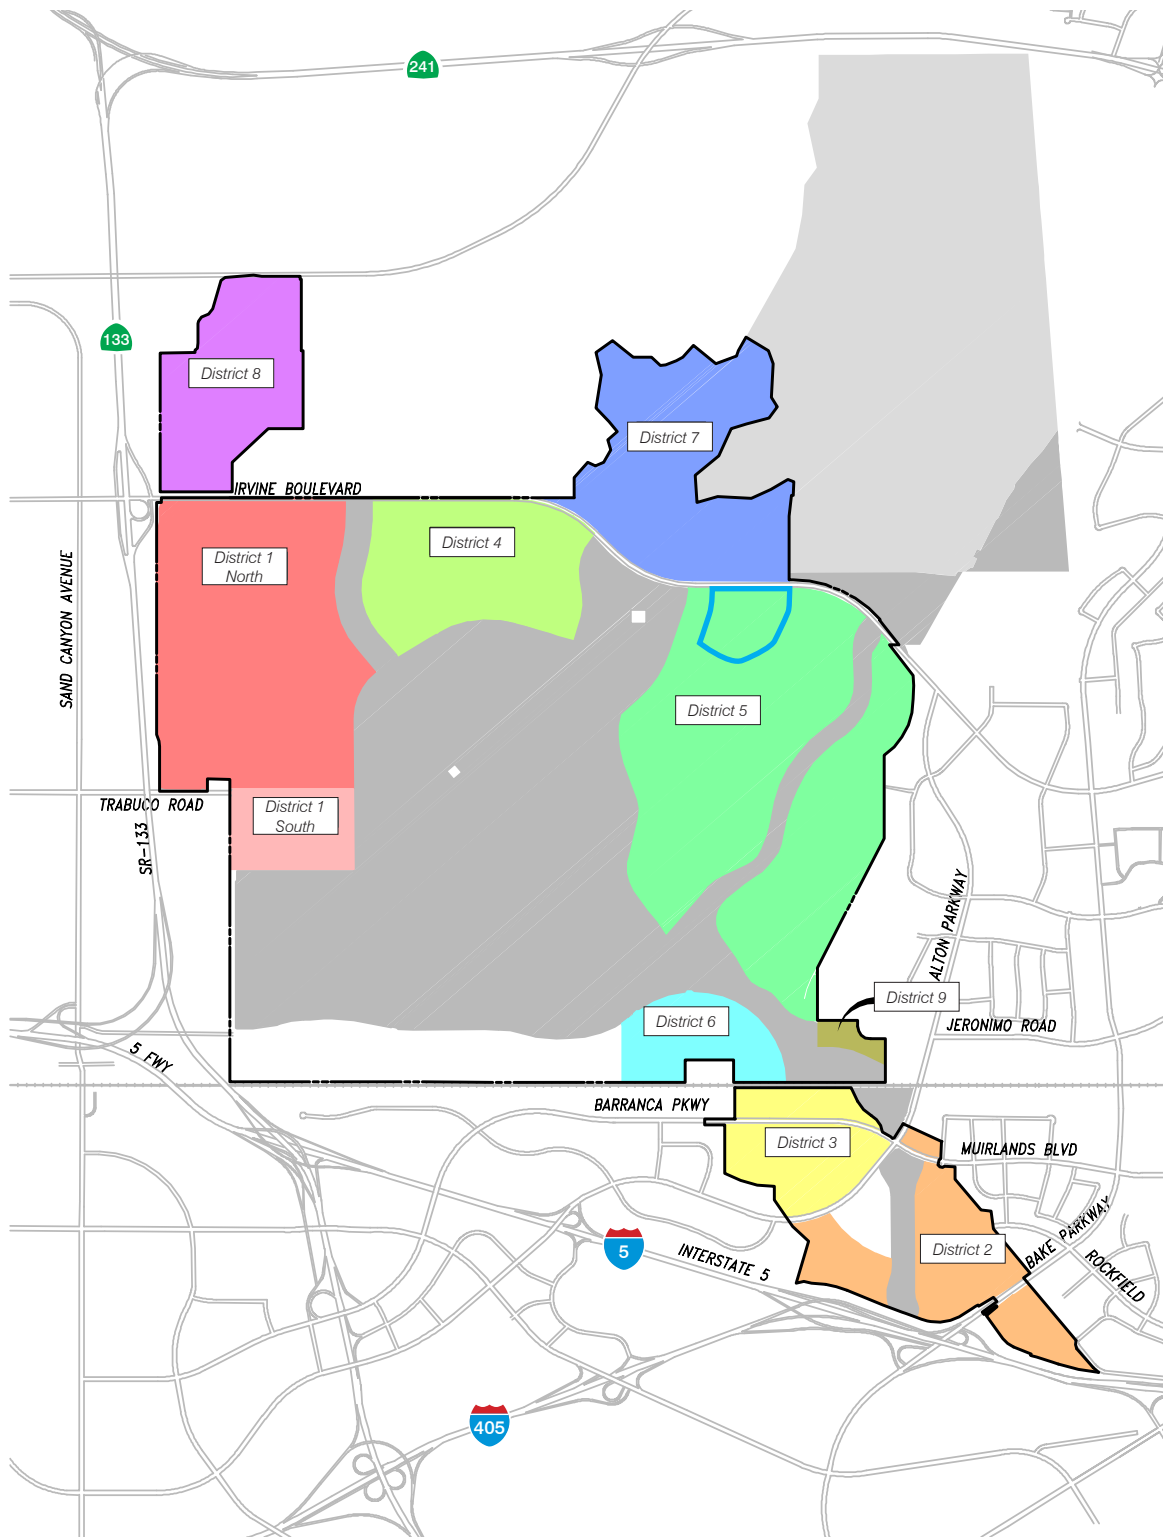 241
133
District 8
District 7
IRVINE BOULEVARD
District 4
District 1
North
SAND CANYON AVENUE
District 5
TRABUCO ROAD
District 1
South
SR-133
ALTON PARKWAY
District 9
District 6
JERONIMO ROAD
5 FWY
BARRANCA PKWY
District 3
MUIRLANDS BLVD
BAKE PARKWAY
District 2
5
INTERSTATE 5
ROCKFIELD
405